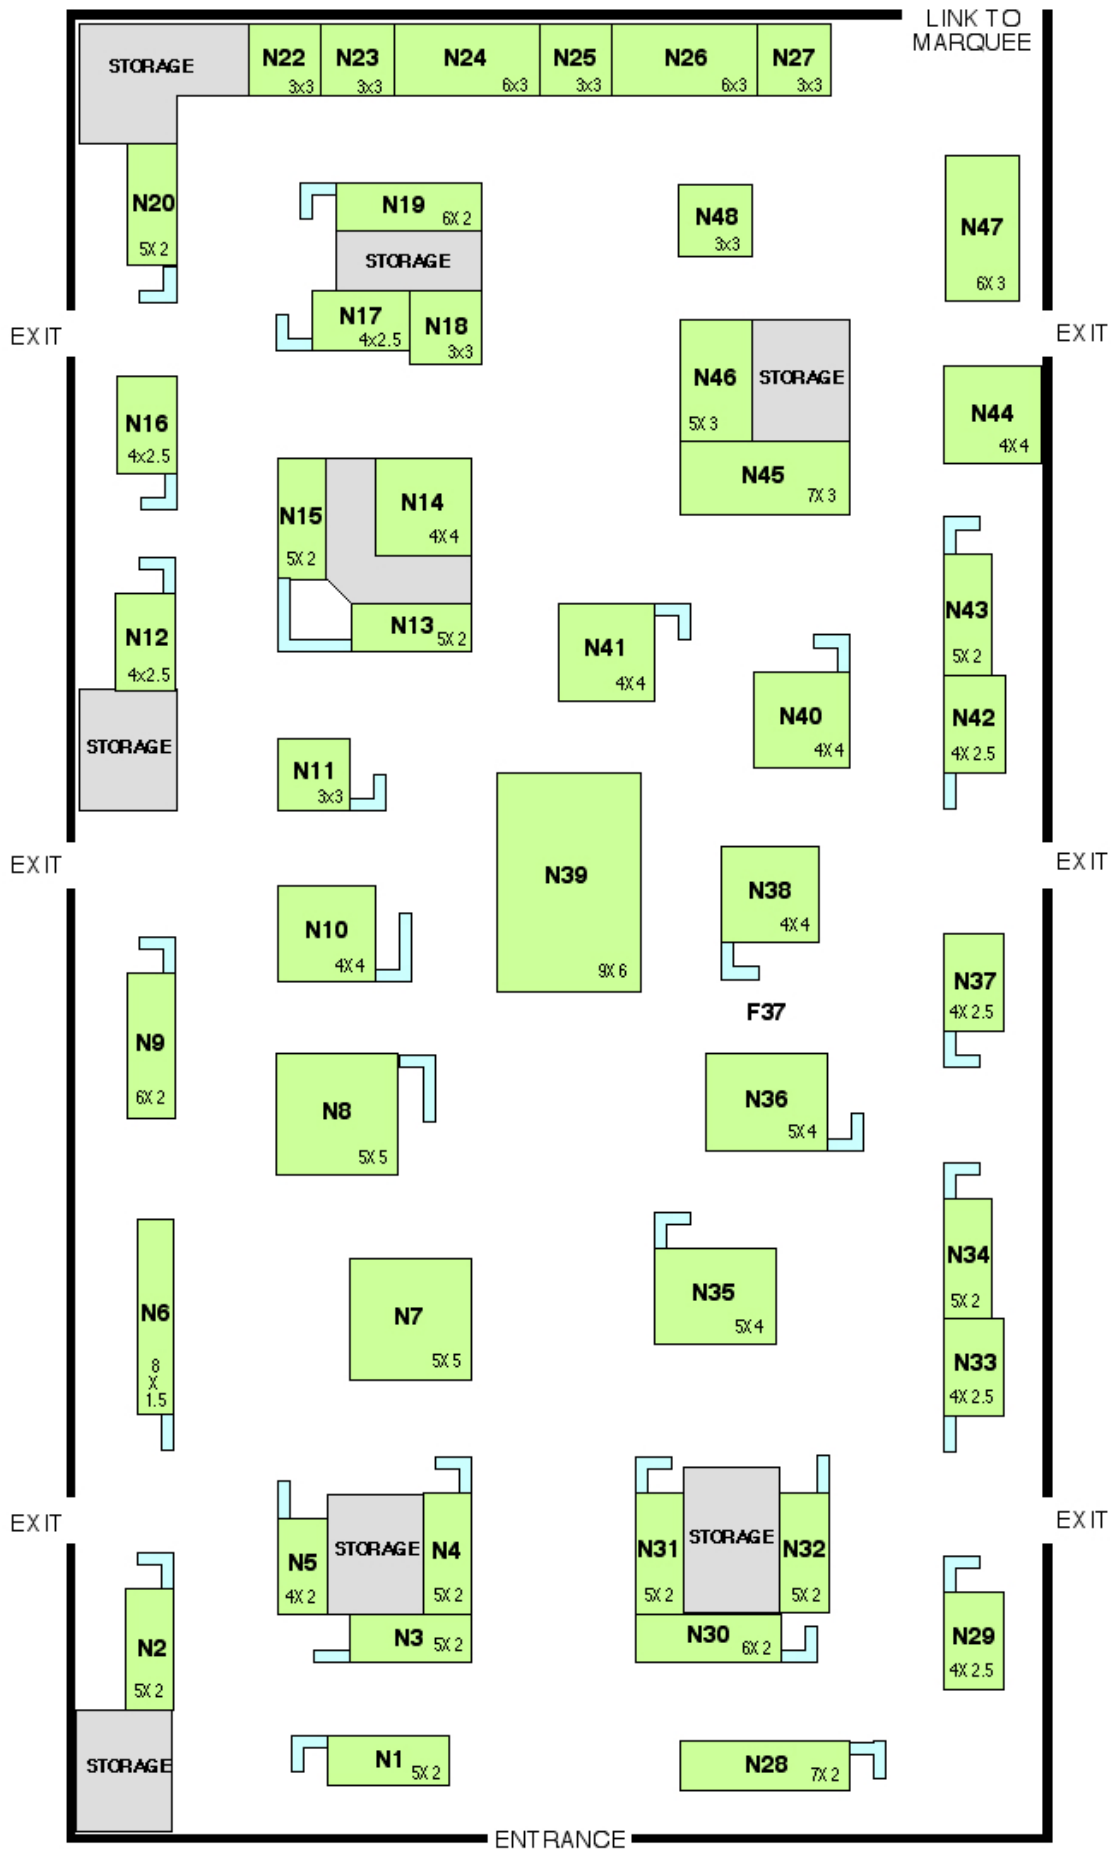 LINK TO
MARQUEE
STORAGE
N22
3x3
N23
3x3
N24
6x3
N25
3x3
N26
6x3
N27
3x3
N20
5X 2
N19
6X 2
STORAGE
N17
4x2.5
N18
3x3
N48
3x3
N47
6X 3
EXIT
EXIT
N46
5X 3
STORAGE
N45
7X 3
N44
4X 4
N16
4x2.5
N15
5X 2
N14
4X 4
N13
5X 2
N12
4x2.5
STORAGE
N41
4X 4
N40
4X 4
N43
5X 2
N42
4X 2.5
N11
3x3
EXIT
EXIT
N39
9X 6
N38
4X 4
N10
4X 4
F37
N37
4X 2.5
N9
6X 2
N8
5X 5
N36
5X 4
N6
8
X
1.5
N7
5X 5
N35
5X 4
N34
5X 2
N33
4X 2.5
EXIT
EXIT
N5
4X 2
STORAGE
N4
5X 2
N3
5X 2
N31
5X 2
STORAGE
N32
5X 2
N30
6X 2
N2
5X 2
STORAGE
N29
4X 2.5
N1
5X 2
N28
7X 2
ENTRANCE